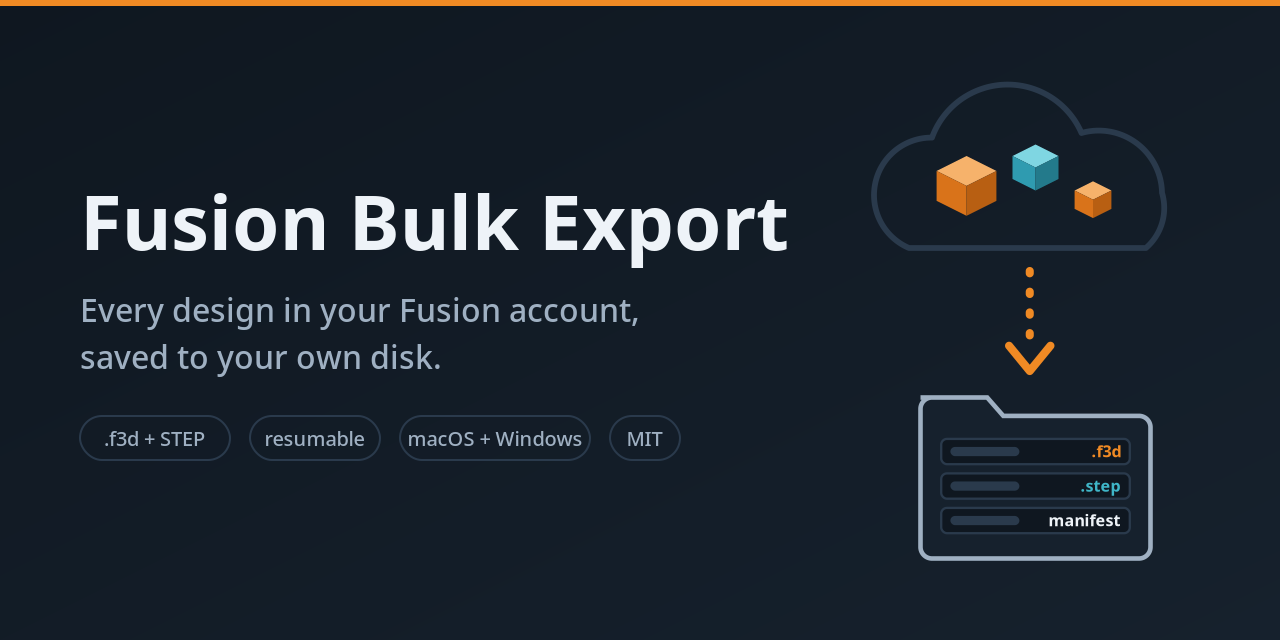 Fusion Bulk Export
Every design in your Fusion account,
saved to your own disk.
.f3d + STEP
resumable
macOS + Windows
MIT
.f3d
.step
manifest